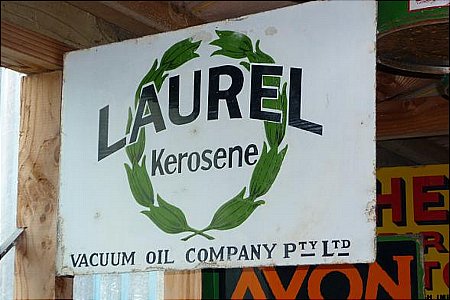 LAUREL
Kerosene
VACUUM OIL COMPANY PTY LTD
AVON